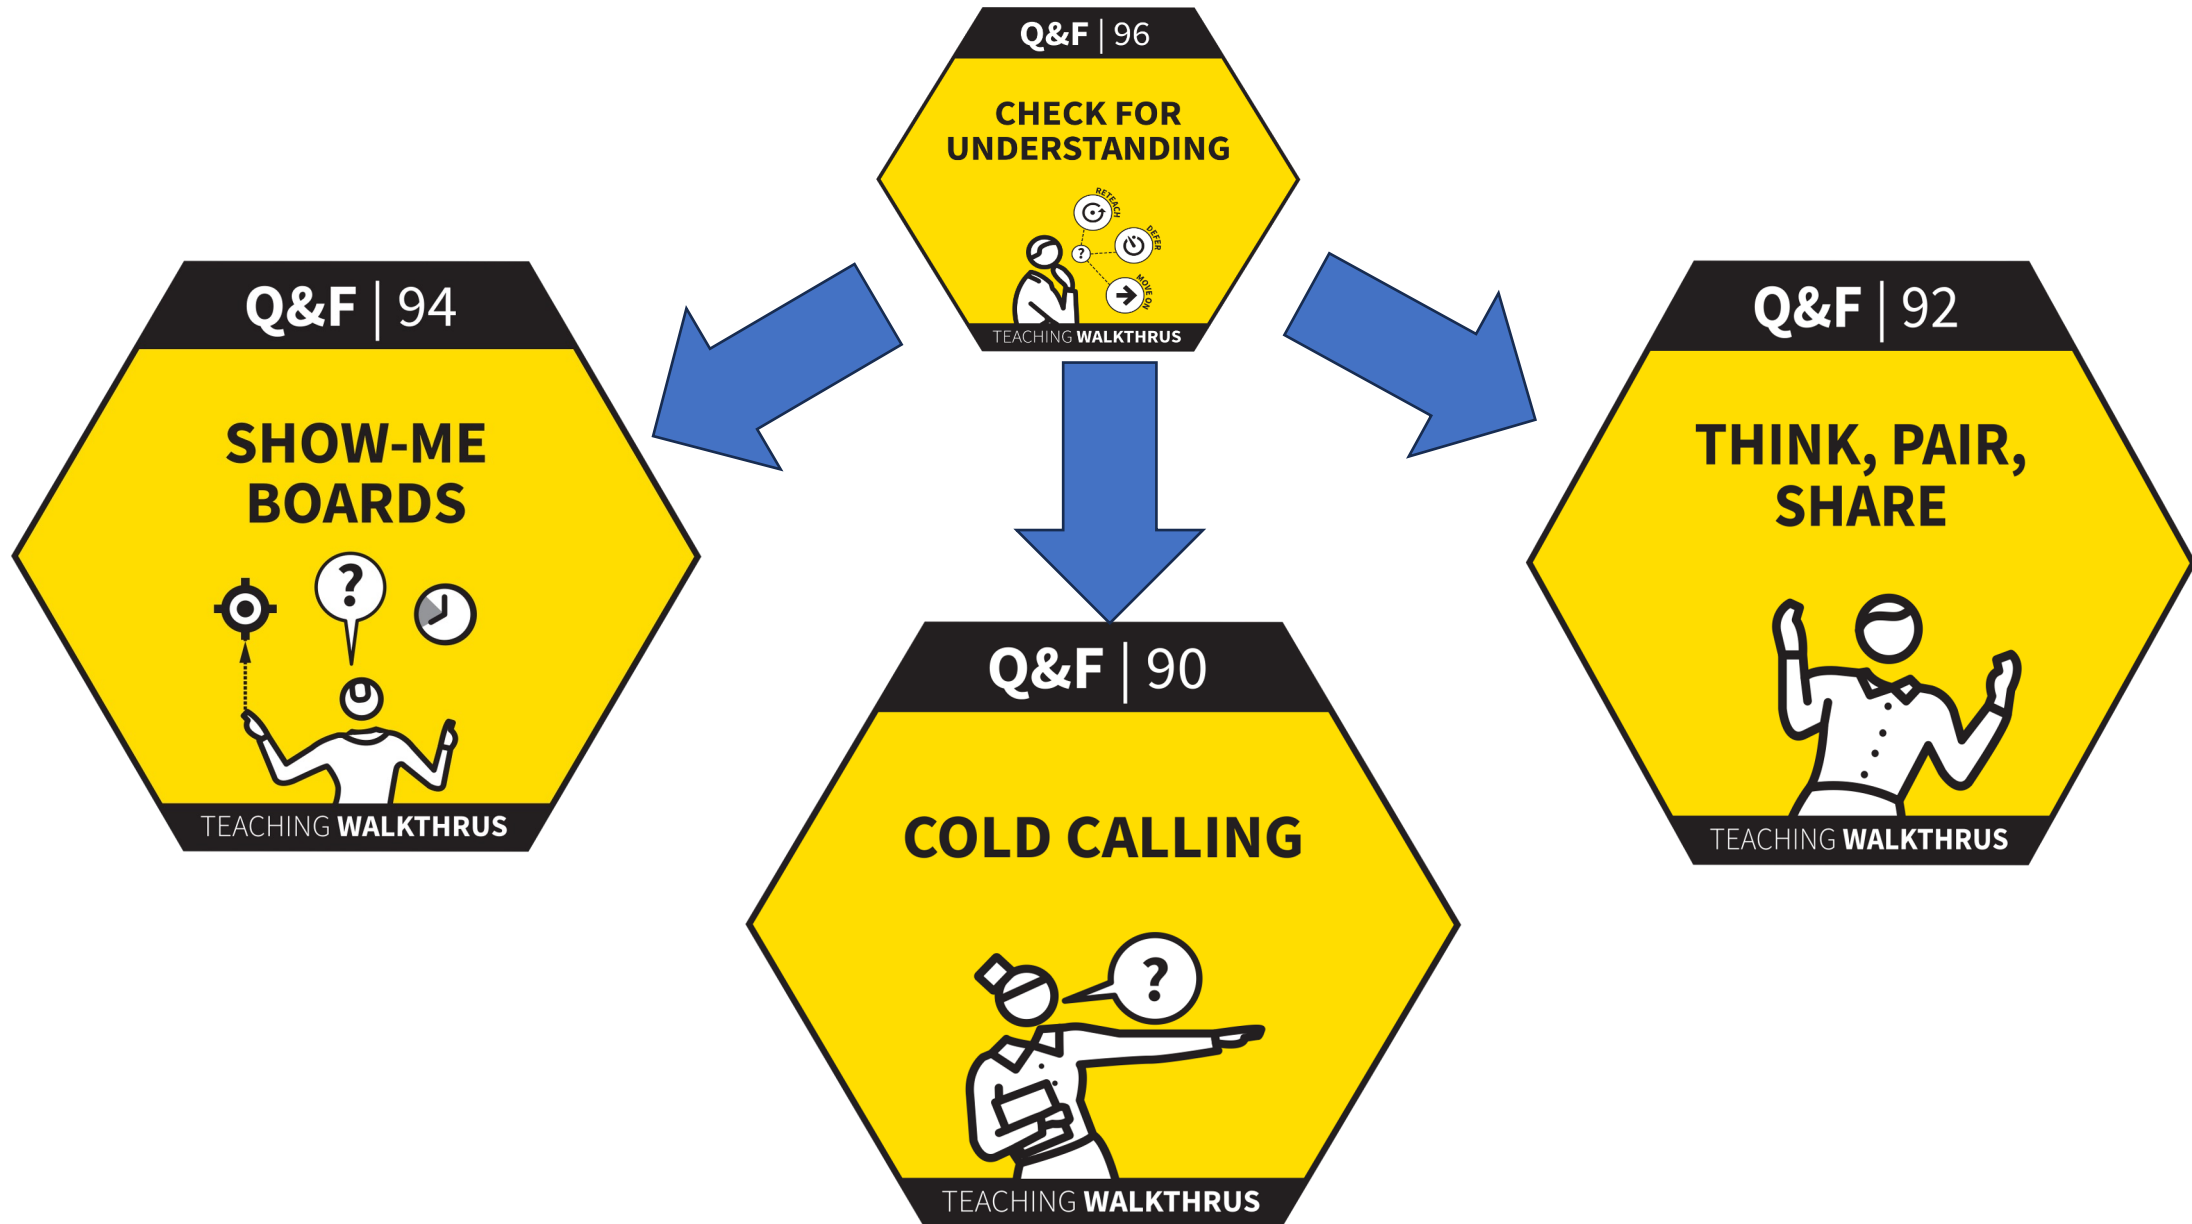 Q&F | 96
CHECK FOR
UNDERSTANDING
RETEACH
DEFER
?
MOVE ON
TEACHING WALKTHRUS
Q&F | 94
SHOW-ME
BOARDS
?
TEACHING WALKTHRUS
Q&F | 90
COLD CALLING
?
TEACHING WALKTHRUS
Q&F | 92
THINK, PAIR,
SHARE
TEACHING WALKTHRUS